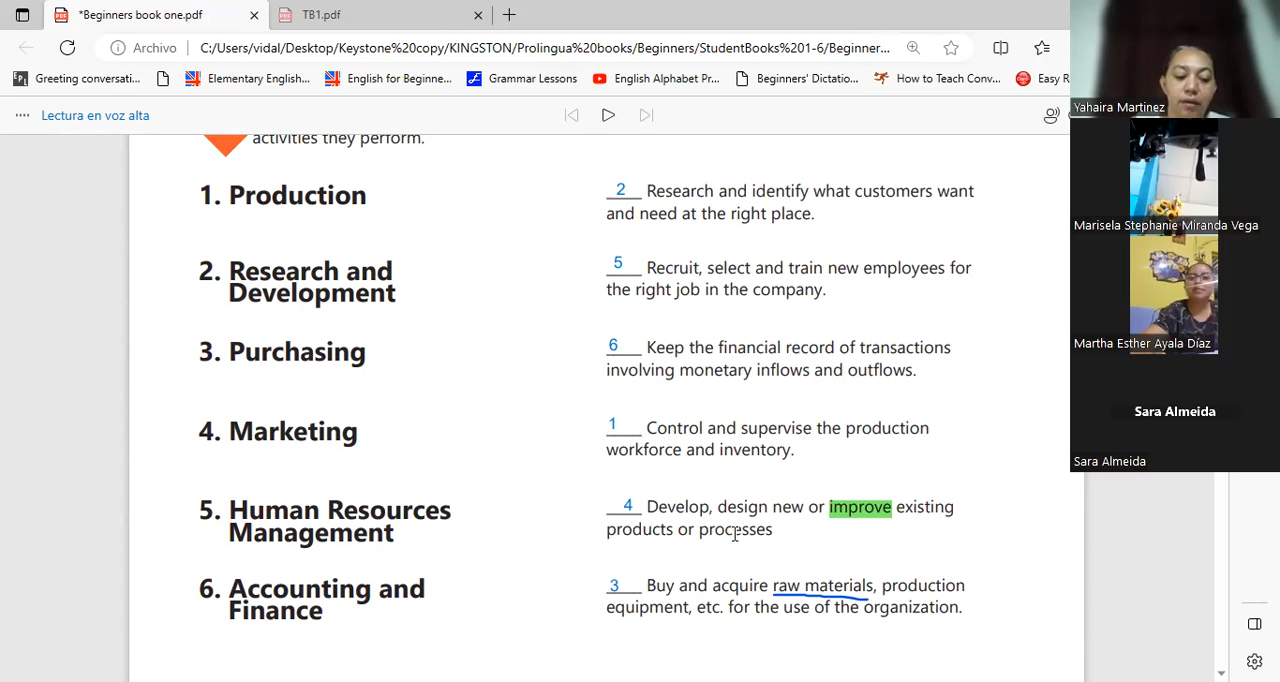 *Beginners book one.pdf
TB1.pdf
Archivo
C:/Users/vidal/Desktop/Keystone%20copy/KINGSTON/Prolingua%20books/Beginners/StudentBooks%201-6/Beginner...
Greeting conversati...
Elementary English...
English for Beginne...
Grammar Lessons
English Alphabet Pr...
Beginners' Dictatio...
How to Teach Conv...
Easy R
Lectura en voz alta
activities they perform.
1. Production
2 Research and identify what customers want
and need at the right place.
2. Research and
Development
5 Recruit, select and train new employees for
the right job in the company.
3. Purchasing
6 Keep the financial record of transactions
involving monetary inflows and outflows.
4. Marketing
1 Control and supervise the production
workforce and inventory.
5. Human Resources
Management
4 Develop, design new or improve existing
products or processes
6. Accounting and
Finance
3 Buy and acquire raw materials, production
equipment, etc. for the use of the organization.
Yahaira Martinez
Marisela Stephanie Miranda Vega
Martha Esther Ayala Díaz
Sara Almeida
Sara Almeida